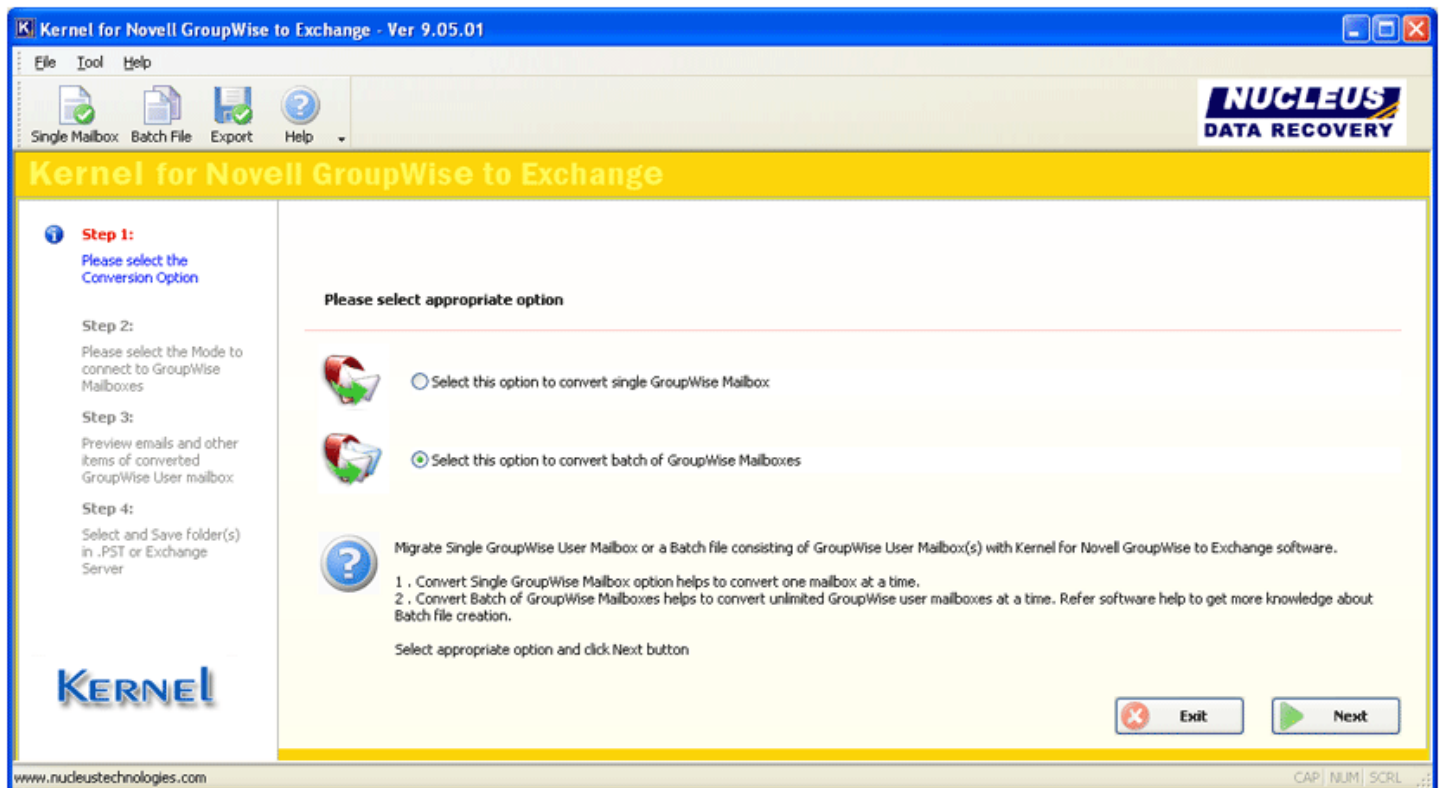 Kernel for Novell GroupWise to Exchange - Ver 9.05.01
File Tool Help
Single Mailbox Batch File Export Help
NUCLEUS
DATA RECOVERY
Kernel for Novell GroupWise to Exchange
Step 1:
Please select the
Conversion Option
Step 2:
Please select the Mode to
connect to GroupWise
Mailboxes
Step 3:
Preview emails and other
items of converted
GroupWise User mailbox
Step 4:
Select and Save folder(s)
in .PST or Exchange
Server
KERNEL
Please select appropriate option
Select this option to convert single GroupWise Mailbox
Select this option to convert batch of GroupWise Mailboxes
Migrate Single GroupWise User Mailbox or a Batch file consisting of GroupWise User Mailbox(s) with Kernel for Novell GroupWise to Exchange software.
1 . Convert Single GroupWise Mailbox option helps to convert one mailbox at a time.
2 . Convert Batch of GroupWise Mailboxes helps to convert unlimited GroupWise user mailboxes at a time. Refer software help to get more knowledge about
Batch file creation.
Select appropriate option and click Next button
Exit Next
www.nucleustechnologies.com
CAP NUM SCRL